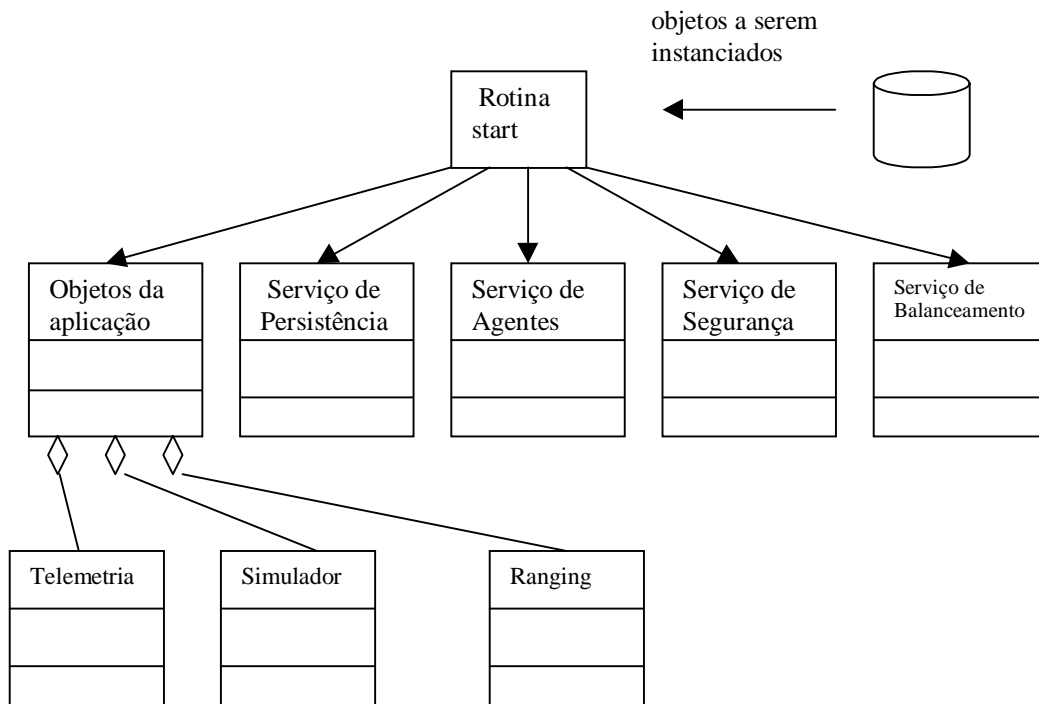 objetos a serem
instanciados
Rotina
start
Objetos da
aplicação
Serviço de
Persistência
Serviço de
Agentes
Serviço de
Segurança
Serviço de
Balanceamento
Telemetria
Simulador
Ranging